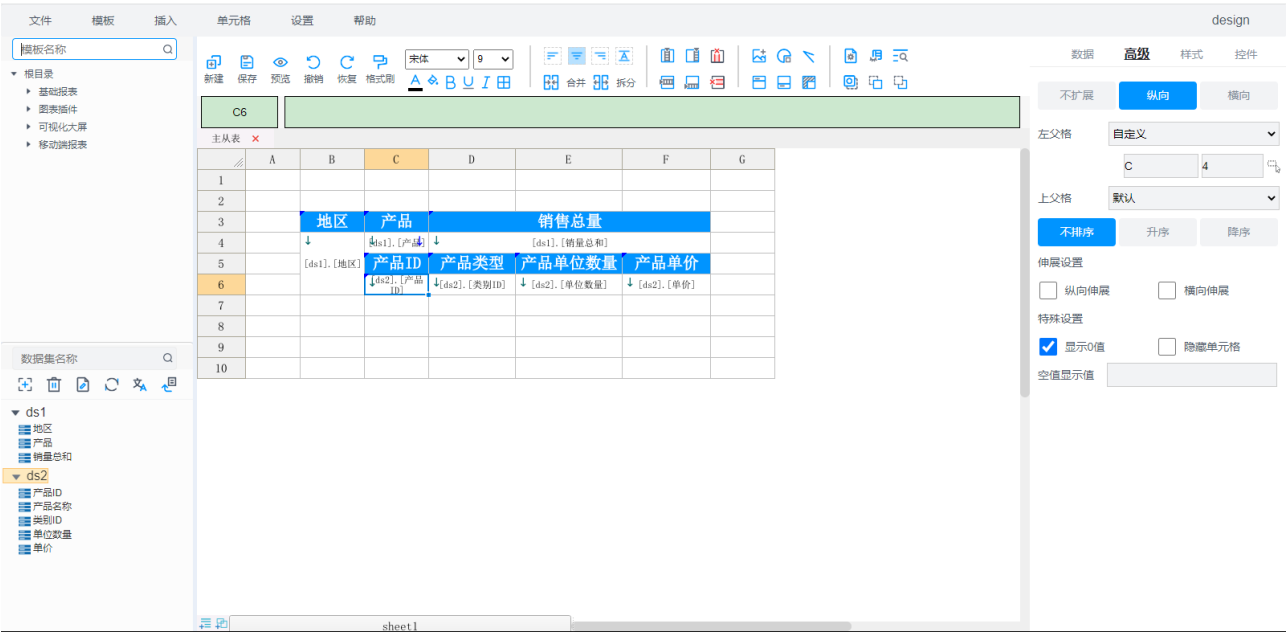 文件 模板 插入 单元格 设置 帮助 design
模板名称
根目录
基础报表
图表插件
可视化大屏
移动端报表
新建 保存 预览 撤销 恢复 格式刷
宋体 9
A B U I
合并 拆分
C6
主从表 ×
A B C D E F G
1
2
3 地区 产品 销售总量
4 [ds1].[产品] [ds1].[销量总和]
5 [ds1].[地区] 产品ID 产品类型 产品单位数量 产品单价
6 [ds2].[产品ID] [ds2].[类别ID] [ds2].[单位数量] [ds2].[单价]
7
8
9
10
sheet1
数据集名称
ds1
地区
产品
销量总和
ds2
产品ID
产品名称
类别ID
单位数量
单价
数据 高级 样式 控件
不扩展 纵向 横向
左父格 自定义
C 4
上父格 默认
不排序 升序 降序
伸展设置
纵向伸展 横向伸展
特殊设置
显示0值 隐藏单元格
空值显示值